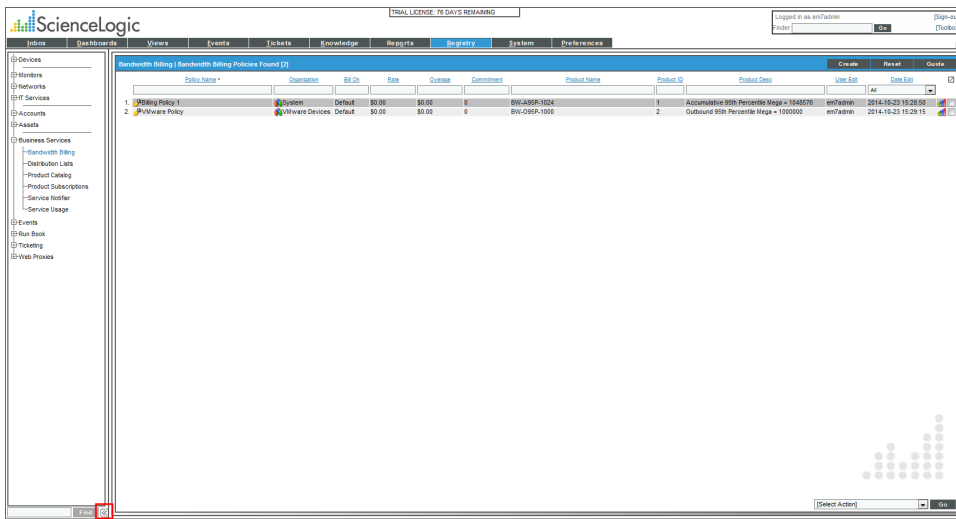 TRIAL LICENSE: 76 DAYS REMAINING
ScienceLogic
Logged in as em7admin
[Sign-ou
Finder
Go
[Toolbo
Inbox
Dashboards
Views
Events
Tickets
Knowledge
Reports
Registry
System
Preferences
Devices
Monitors
Networks
IT Services
Accounts
Assets
Business Services
Bandwidth Billing
Distribution Lists
Product Catalog
Product Subscriptions
Service Notifier
Service Usage
Events
Run Book
Ticketing
Web Proxies
Find
Bandwidth Billing | Bandwidth Billing Policies Found [2]
Create
Reset
Guide
Policy Name • Organization Bill On Rate Overage Commitment Product Name Product ID Product Desc User Edit Date Edit
All
1. Billing Policy 1 System Default $0.00 $0.00 0 BW-A95P-1024 1 Accumulative 95th Percentile Mega = 1048576 em7admin 2014-10-23 15:28:50
2. VMware Policy VMware Devices Default $0.00 $0.00 0 BW-O95P-1000 2 Outbound 95th Percentile Mega = 1000000 em7admin 2014-10-23 15:29:15
[Select Action]
Go